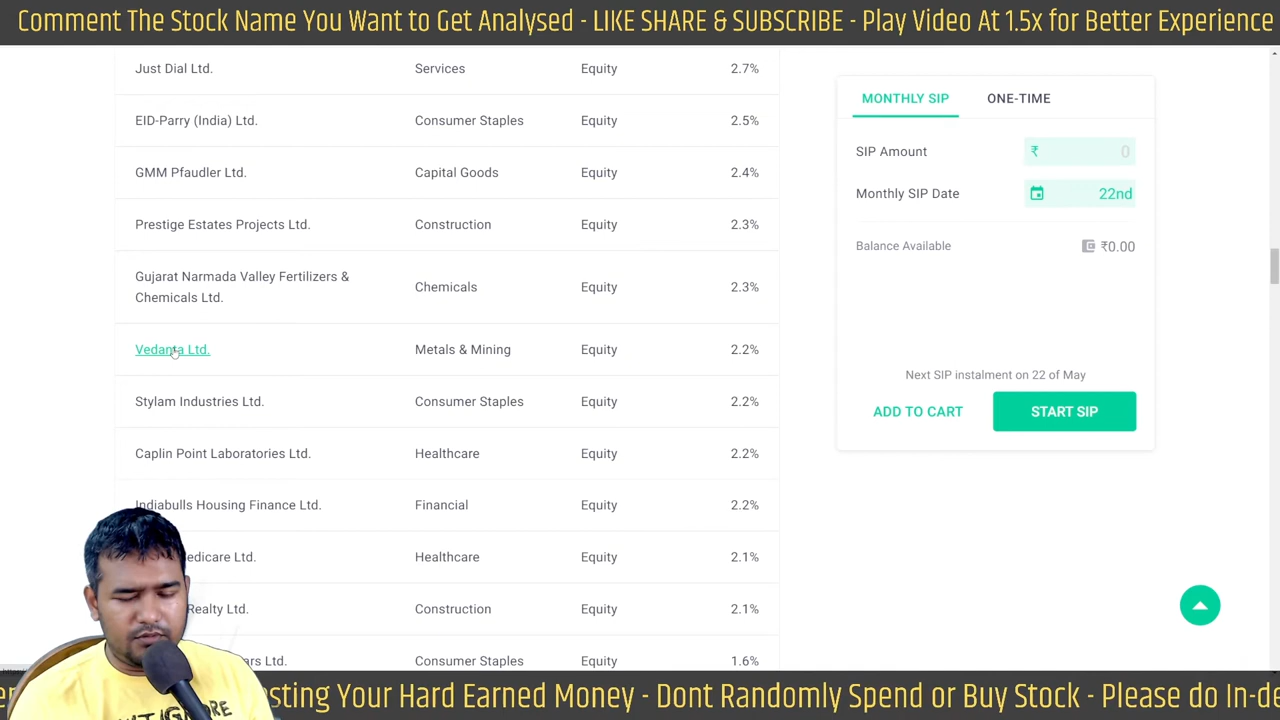 Comment The Stock Name You Want to Get Analysed - LIKE SHARE & SUBSCRIBE - Play Video At 1.5x for Better Experience
Just Dial Ltd. Services Equity 2.7%
EID-Parry (India) Ltd. Consumer Staples Equity 2.5%
GMM Pfaudler Ltd. Capital Goods Equity 2.4%
Prestige Estates Projects Ltd. Construction Equity 2.3%
Gujarat Narmada Valley Fertilizers &
Chemicals Ltd. Chemicals Equity 2.3%
Vedanta Ltd. Metals & Mining Equity 2.2%
Stylam Industries Ltd. Consumer Staples Equity 2.2%
Caplin Point Laboratories Ltd. Healthcare Equity 2.2%
Indiabulls Housing Finance Ltd. Financial Equity 2.2%
Ltd. Healthcare Equity 2.1%
Realty Ltd. Construction Equity 2.1%
Ltd. Consumer Staples Equity 1.6%
MONTHLY SIP ONE-TIME
SIP Amount ₹ 0
Monthly SIP Date 22nd
Balance Available ₹0.00
Next SIP instalment on 22 of May
ADD TO CART START SIP
Your Hard Earned Money - Dont Randomly Spend or Buy Stock - Please do